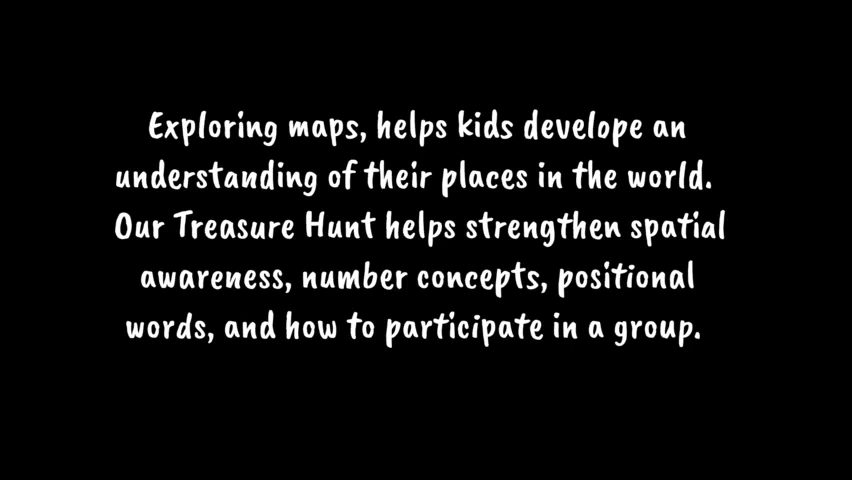 Exploring maps, helps kids develope an
understanding of their places in the world.
Our Treasure Hunt helps strengthen spatial
awareness, number concepts, positional
words, and how to participate in a group.